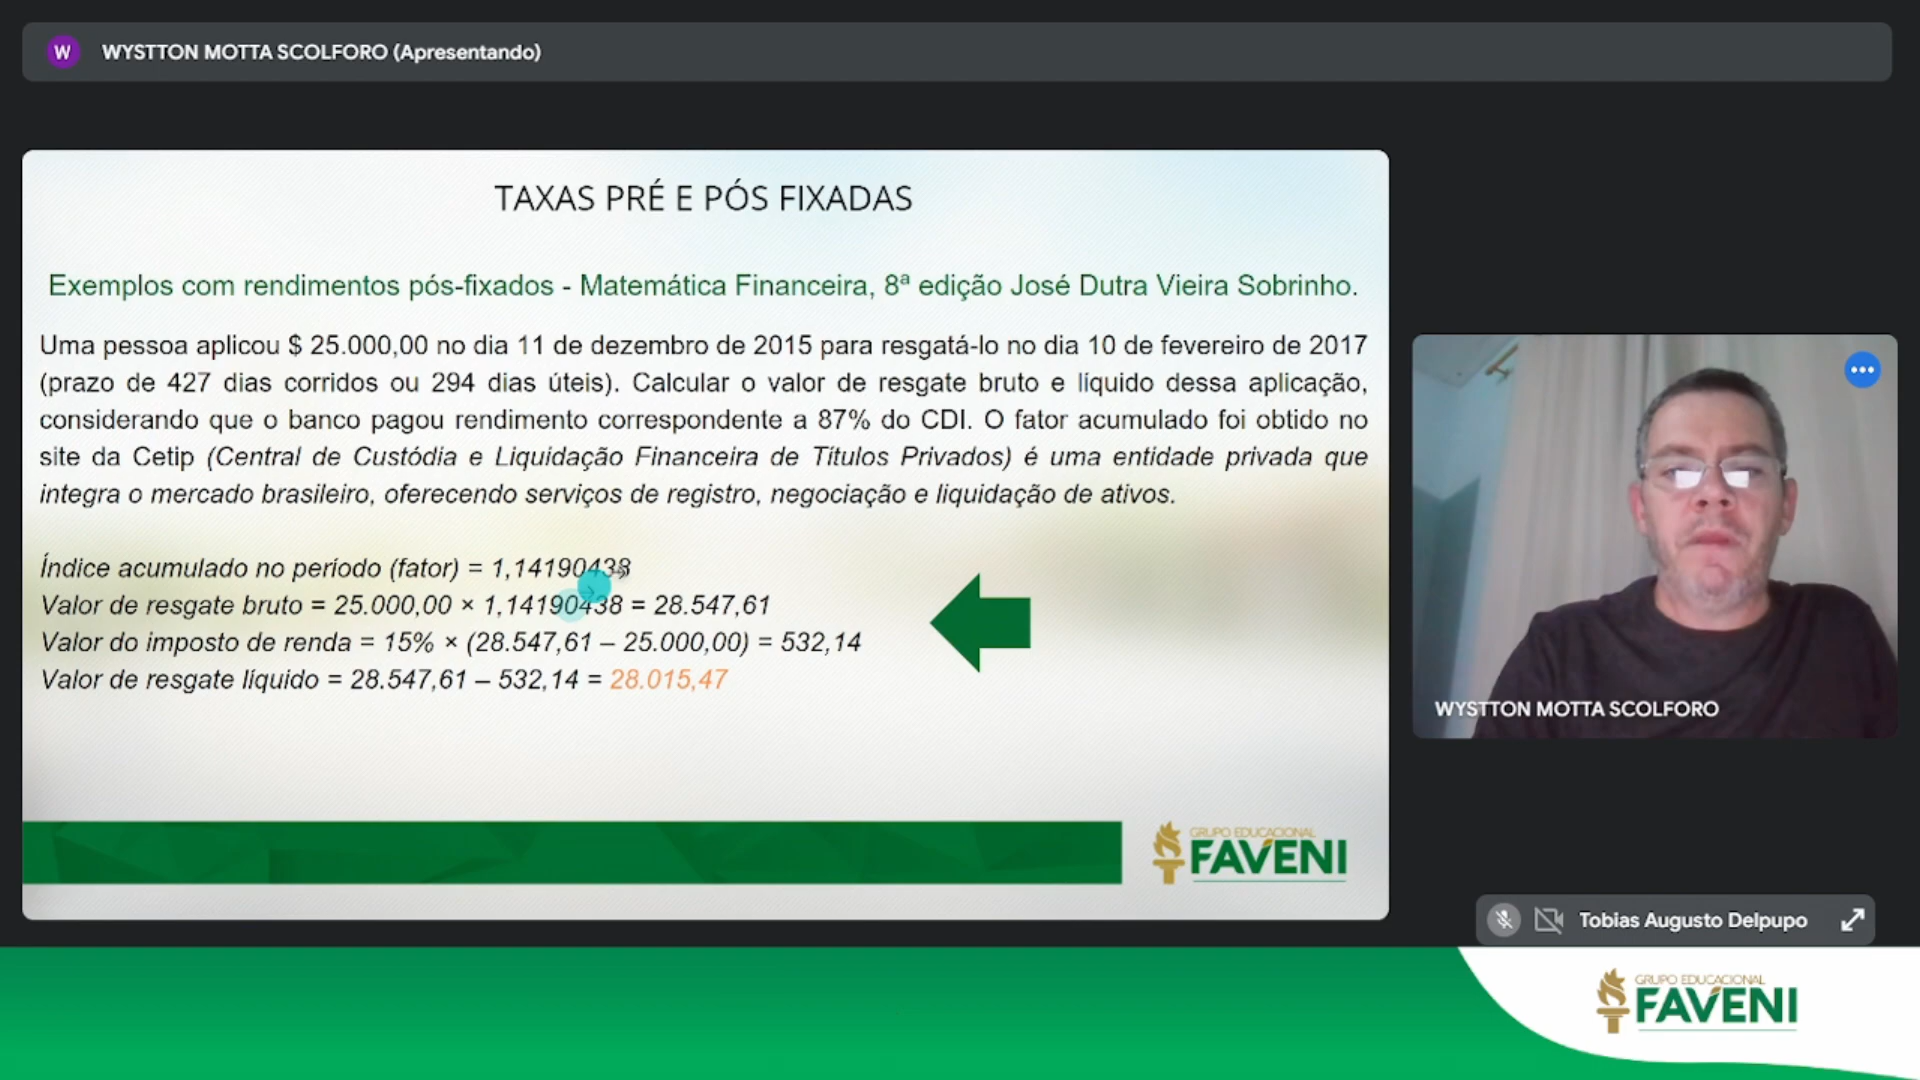 W
WYSTTON MOTTA SCOLFORO (Apresentando)
TAXAS PRÉ E PÓS FIXADAS
Exemplos com rendimentos pós-fixados - Matemática Financeira, 8ª edição José Dutra Vieira Sobrinho.
Uma pessoa aplicou $ 25.000,00 no dia 11 de dezembro de 2015 para resgatá-lo no dia 10 de fevereiro de 2017
(prazo de 427 dias corridos ou 294 dias úteis). Calcular o valor de resgate bruto e líquido dessa aplicação,
considerando que o banco pagou rendimento correspondente a 87% do CDI. O fator acumulado foi obtido no
site da Cetip (Central de Custódia e Liquidação Financeira de Títulos Privados) é uma entidade privada que
integra o mercado brasileiro, oferecendo serviços de registro, negociação e liquidação de ativos.
Índice acumulado no período (fator) = 1,14190438
Valor de resgate bruto = 25.000,00 × 1,14190438 = 28.547,61
Valor do imposto de renda = 15% × (28.547,61 – 25.000,00) = 532,14
Valor de resgate líquido = 28.547,61 – 532,14 = 28.015,47
GRUPO EDUCACIONAL
FAVENI
WYSTTON MOTTA SCOLFORO
Tobias Augusto Delpupo
GRUPO EDUCACIONAL
FAVENI